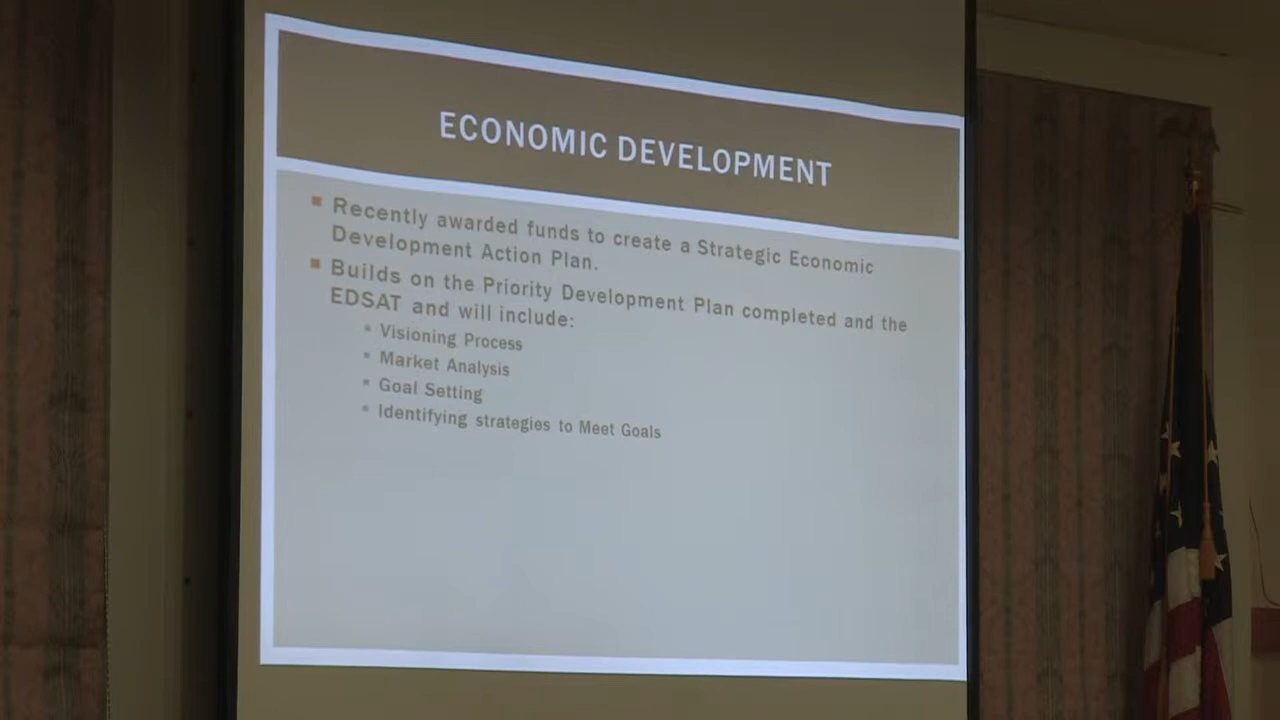 ECONOMIC DEVELOPMENT
Recently awarded funds to create a Strategic Economic
Development Action Plan.
Builds on the Priority Development Plan completed and the
EDSAT and will include:
Visioning Process
Market Analysis
Goal Setting
Identifying strategies to Meet Goals